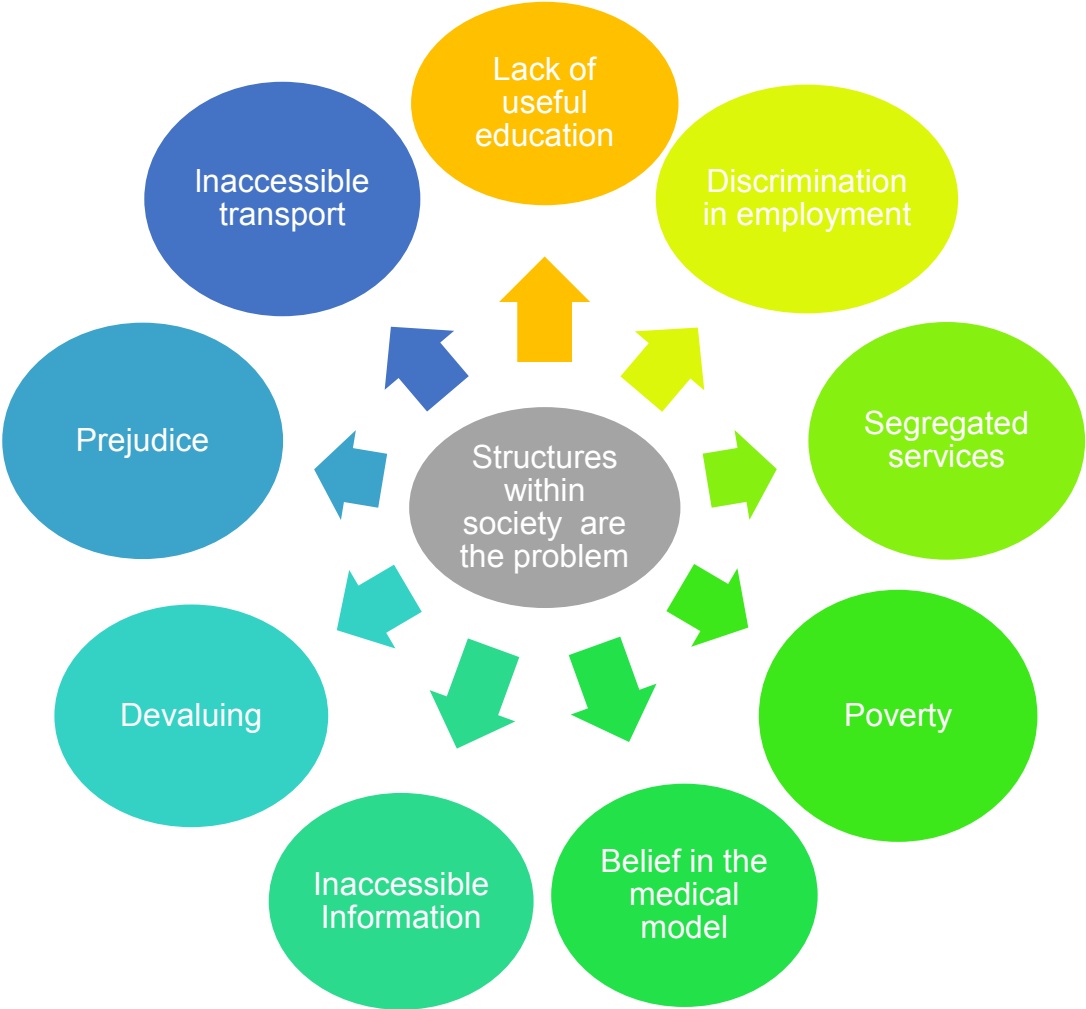 Lack of
useful
education
Discrimination
in employment
Segregated
services
Poverty
Belief in the
medical
model
Inaccessible
Information
Devaluing
Prejudice
Inaccessible
transport
Structures
within
society  are
the problem